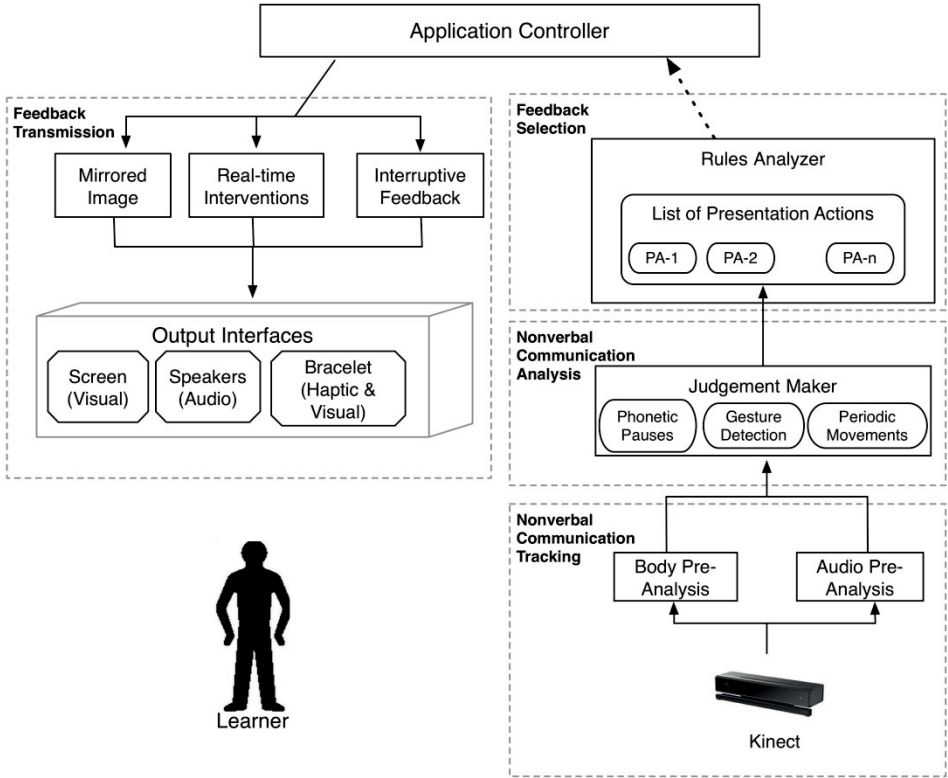 Application Controller
Feedback
Transmission
Mirrored
Image
Real-time
Interventions
Interruptive
Feedback
Output Interfaces
Screen
(Visual)
Speakers
(Audio)
Bracelet
(Haptic &
Visual)
Learner
Feedback
Selection
Rules Analyzer
List of Presentation Actions
PA-1
PA-2
PA-n
Nonverbal
Communication
Analysis
Judgement Maker
Phonetic
Pauses
Gesture
Detection
Periodic
Movements
Nonverbal
Communication
Tracking
Body Pre-
Analysis
Audio Pre-
Analysis
Kinect